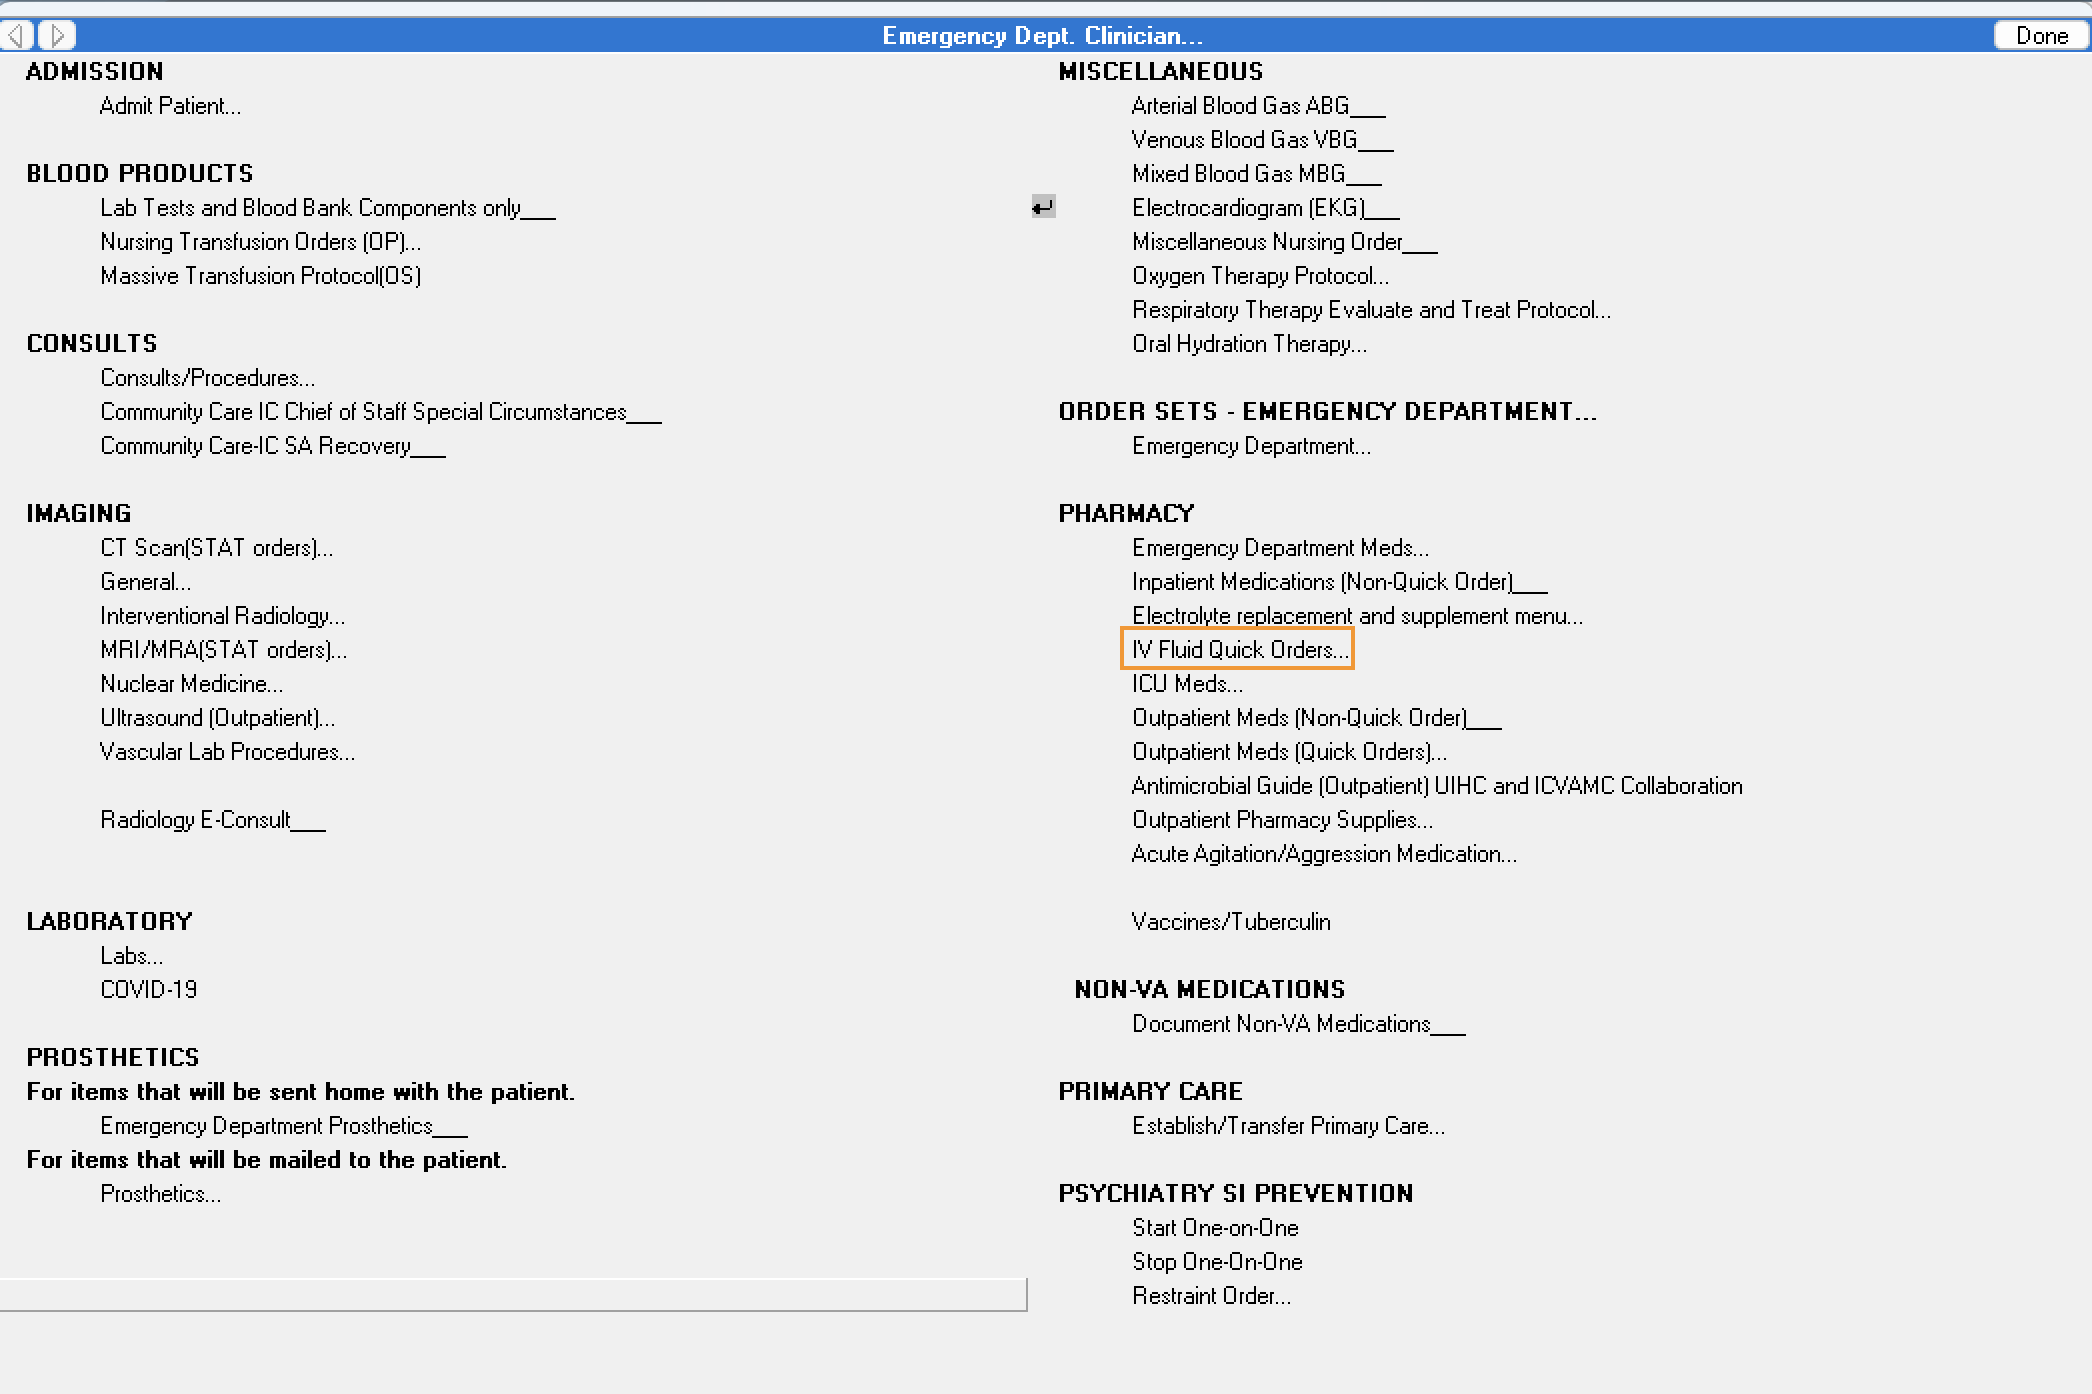 Emergency Dept. Clinician...
Done
ADMISSION
Admit Patient...
BLOOD PRODUCTS
Lab Tests and Blood Bank Components only___
Nursing Transfusion Orders (OP)...
Massive Transfusion Protocol(OS)
CONSULTS
Consults/Procedures...
Community Care IC Chief of Staff Special Circumstances___
Community Care-IC SA Recovery___
IMAGING
CT Scan(STAT orders)...
General...
Interventional Radiology...
MRI/MRA(STAT orders)...
Nuclear Medicine...
Ultrasound (Outpatient)...
Vascular Lab Procedures...
Radiology E-Consult___
LABORATORY
Labs...
COVID-19
PROSTHETICS
For items that will be sent home with the patient.
Emergency Department Prosthetics___
For items that will be mailed to the patient.
Prosthetics...
MISCELLANEOUS
Arterial Blood Gas ABG___
Venous Blood Gas VBG___
Mixed Blood Gas MBG___
Electrocardiogram (EKG)___
Miscellaneous Nursing Order___
Oxygen Therapy Protocol...
Respiratory Therapy Evaluate and Treat Protocol...
Oral Hydration Therapy...
ORDER SETS - EMERGENCY DEPARTMENT...
Emergency Department...
PHARMACY
Emergency Department Meds...
Inpatient Medications (Non-Quick Order)___
Electrolyte replacement and supplement menu...
IV Fluid Quick Orders...
ICU Meds...
Outpatient Meds (Non-Quick Order)___
Outpatient Meds (Quick Orders)...
Antimicrobial Guide (Outpatient) UIHC and ICVAMC Collaboration
Outpatient Pharmacy Supplies...
Acute Agitation/Aggression Medication...
Vaccines/Tuberculin
NON-VA MEDICATIONS
Document Non-VA Medications___
PRIMARY CARE
Establish/Transfer Primary Care...
PSYCHIATRY SI PREVENTION
Start One-on-One
Stop One-On-One
Restraint Order...